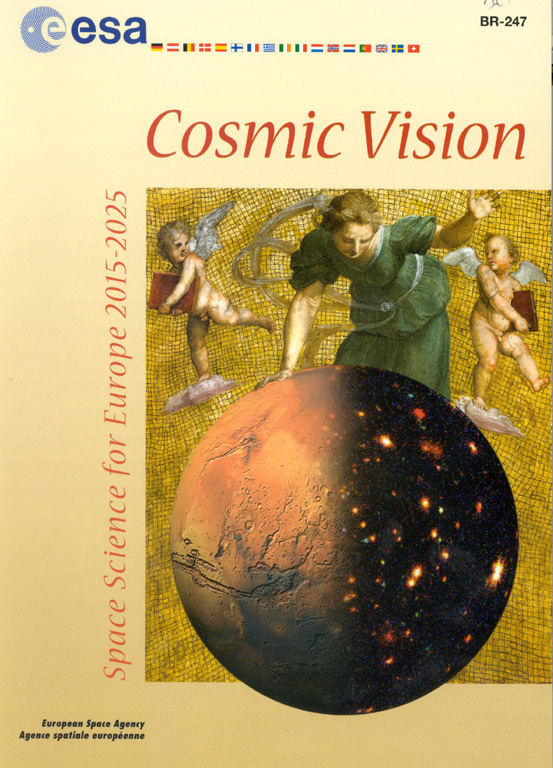 esa
BR-247
Cosmic Vision
Space Science for Europe 2015-2025
European Space Agency
Agence spatiale européenne